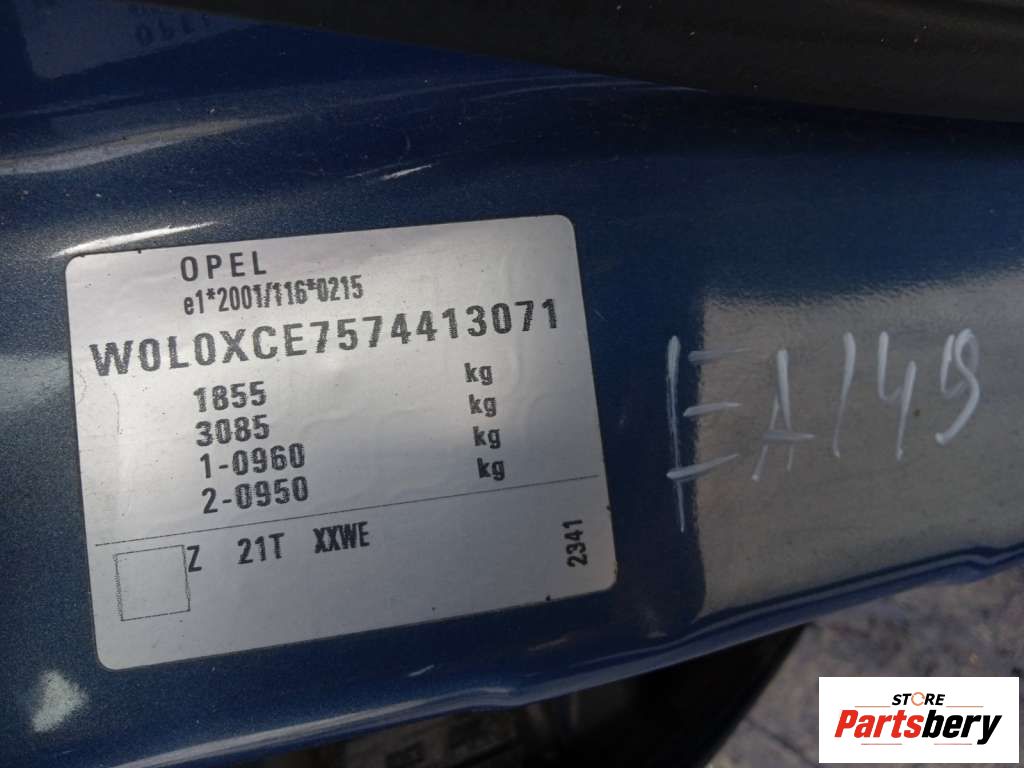 OPEL
e1*2001/116*0215
W0L0XCE7574413071
1855 kg
3085 kg
1-0960 kg
2-0950 kg
Z 21T XXWE
2341
EA149
STORE
Partsbery